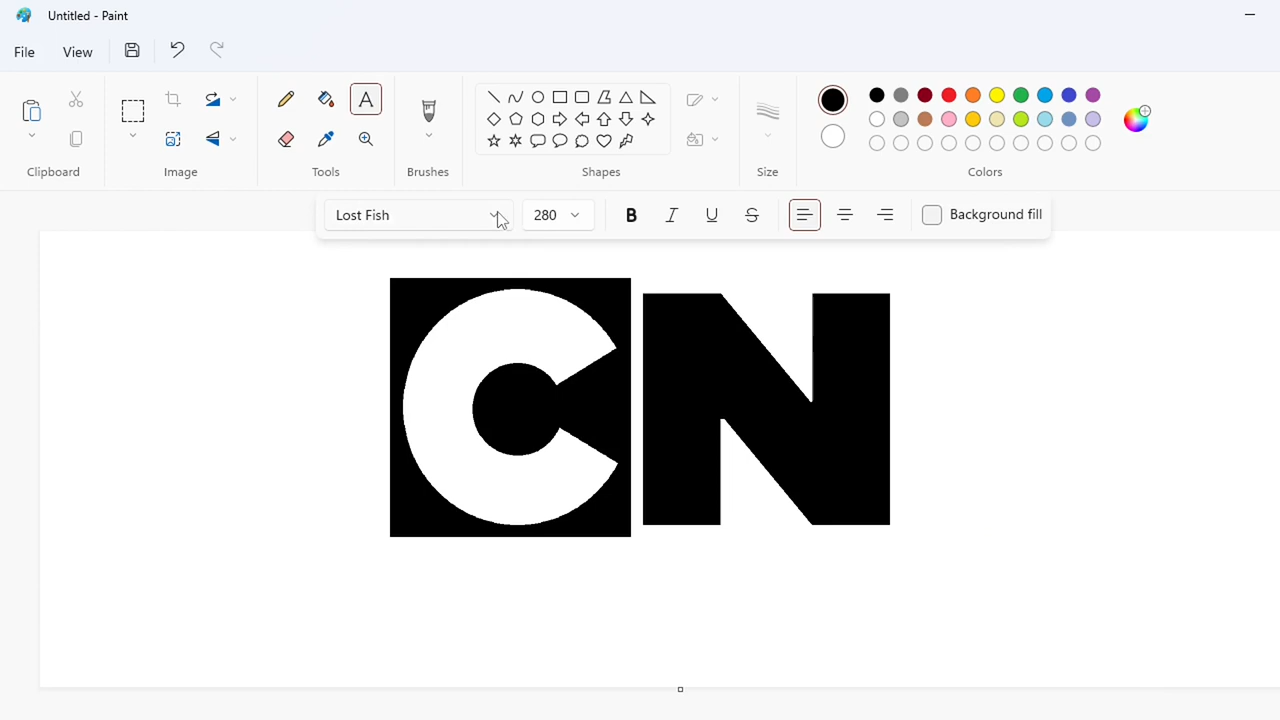 Untitled - Paint
File View
A
Clipboard Image Tools Brushes Shapes Size Colors
Lost Fish 280 B I U S Background fill
CN